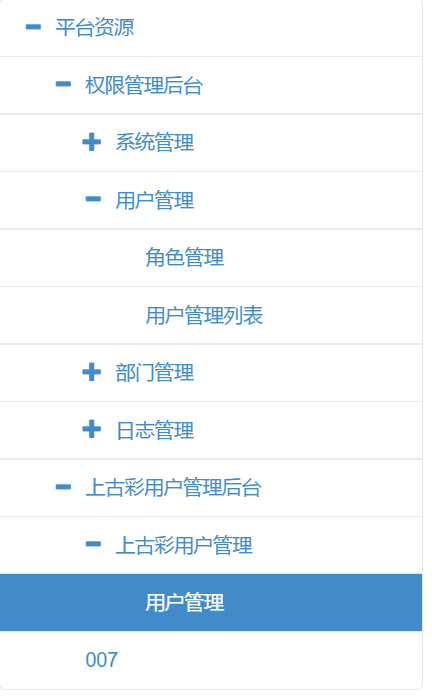 平台资源
权限管理后台
系统管理
用户管理
角色管理
用户管理列表
部门管理
日志管理
上古彩用户管理后台
上古彩用户管理
用户管理
007